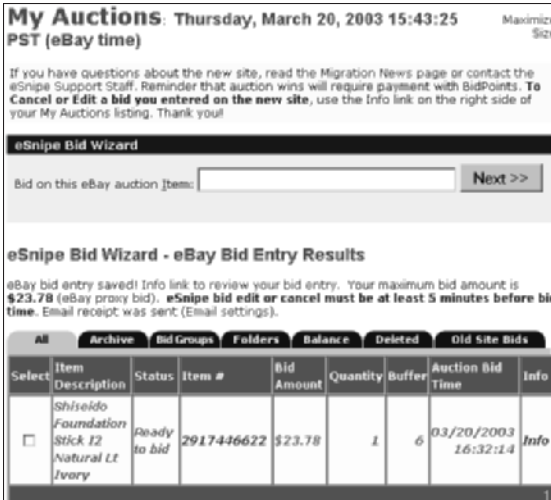 My Auctions: Thursday, March 20, 2003 15:43:25
PST (eBay time)
Maximize
Size
If you have questions about the new site, read the Migration News page or contact the
eSnipe Support Staff. Reminder that auction wins will require payment with BidPoints. To
Cancel or Edit a bid you entered on the new site, use the Info link on the right side of
your My Auctions listing. Thank you!
eSnipe Bid Wizard
Bid on this eBay auction Item: Next >>
eSnipe Bid Wizard - eBay Bid Entry Results
eBay bid entry saved! Info link to review your bid entry. Your maximum bid amount is
$23.78 (eBay proxy bid). eSnipe bid edit or cancel must be at least 5 minutes before bi
time. Email receipt was sent (Email settings).
All Archive Bid Groups Folders Balance Deleted Old Site Bids
Select Item Description Status Item # Bid Amount Quantity Buffer Auction Bid Time Info
Shiseido
Foundation
Stick I2
Natural Lt
Ivory
Ready
to bid
2917446622 $23.78 1 6 03/20/2003
16:32:14
Info